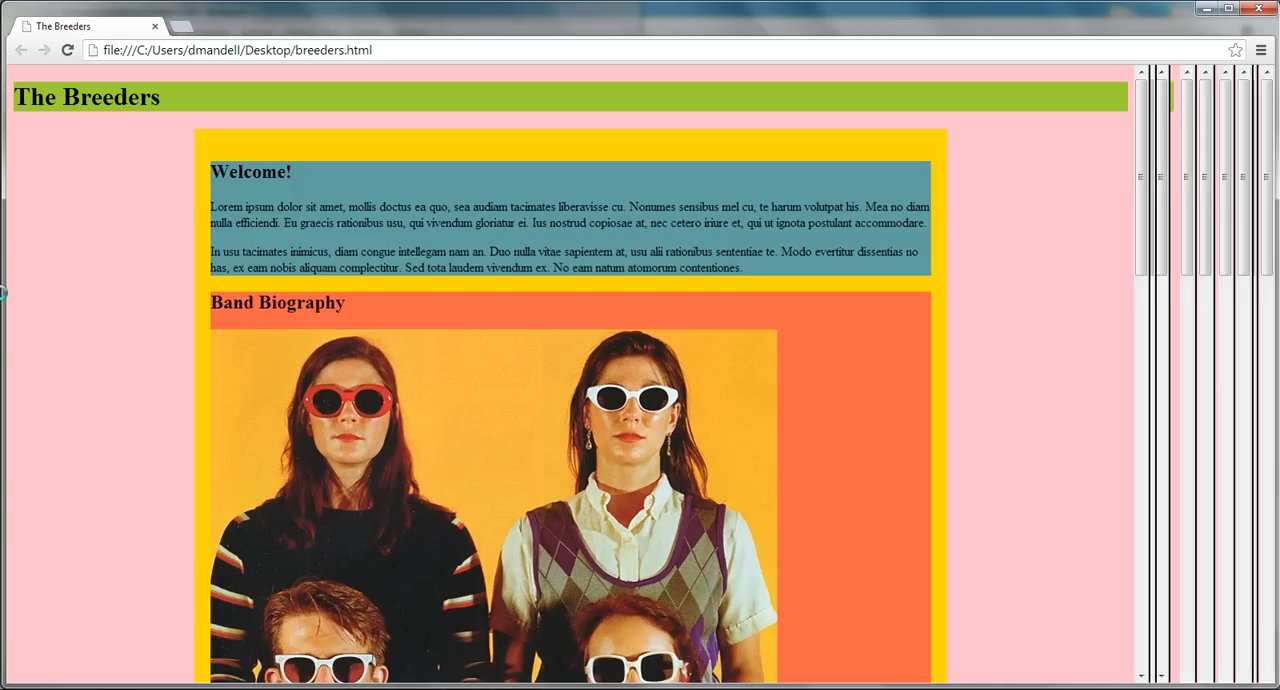 The Breeders
file:///C:/Users/dmandell/Desktop/breeders.html
The Breeders
Welcome!
Lorem ipsum dolor sit amet, mollis doctus ea quo, sea audiam tacimates liberavisse cu. Nonumes sensibus mel cu, te harum volutpat his. Mea no diam
nulla efficiendi. Eu graecis rationibus usu, qui vivendum gloriatur ei. Ius nostrud copiosae at, nec cetero iriure et, qui ut ignota postulant accommodare.
In usu tacimates inimicus, diam congue intellegam nam an. Duo nulla vitae sapientem at, usu alii rationibus sententiae te. Modo evertitur dissentias no
has, ex eam nobis aliquam complectitur. Sed tota laudem vivendum ex. No eam natum atomorum contentiones.
Band Biography